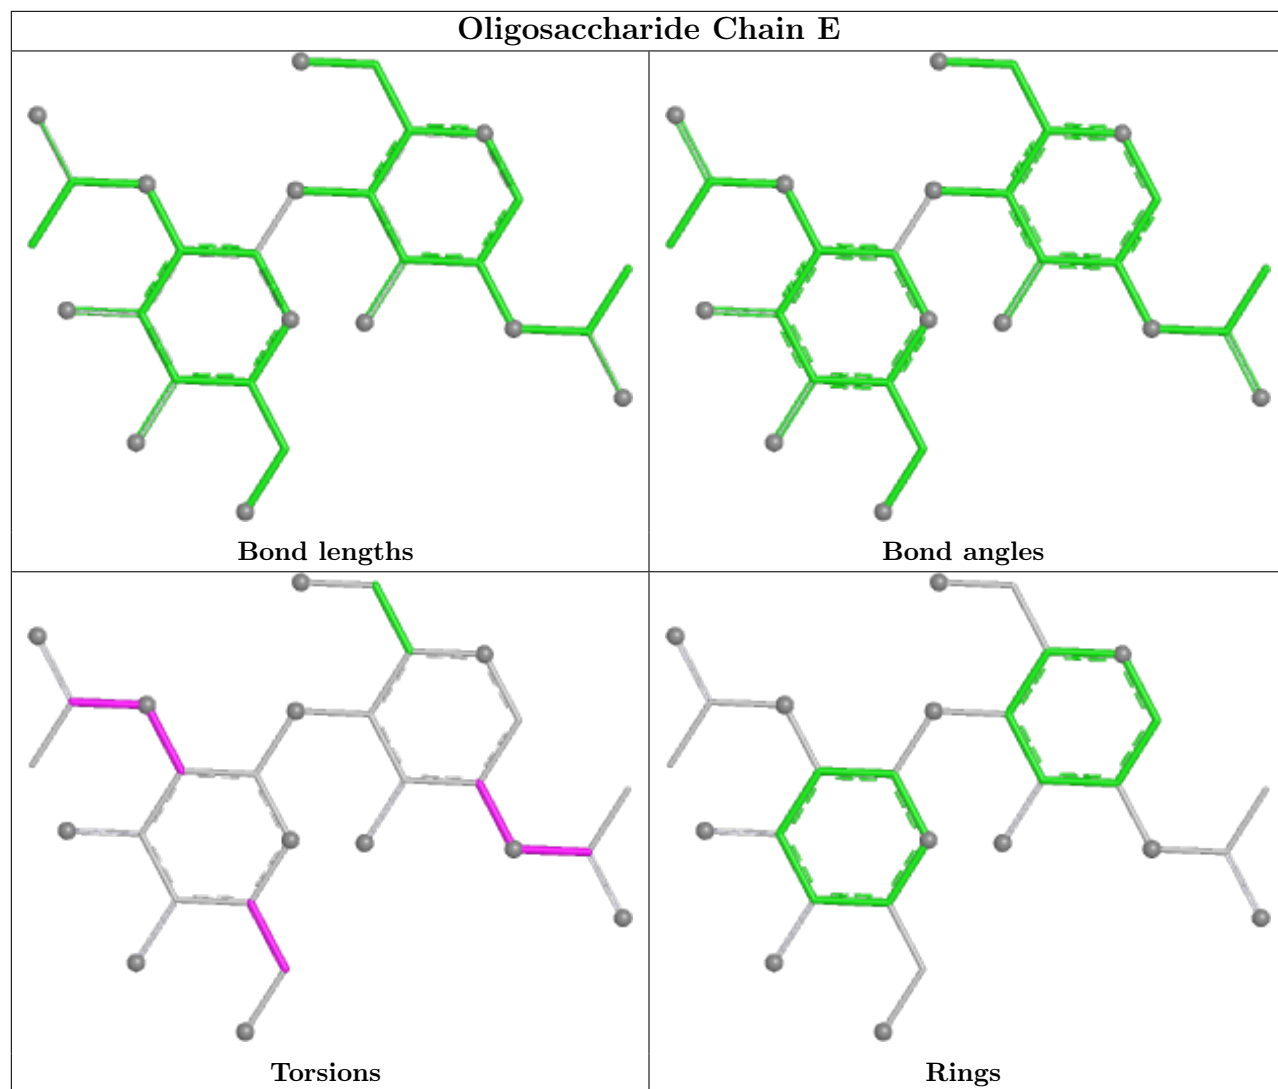 Oligosaccharide Chain E
Bond lengths
Bond angles
Torsions
Rings